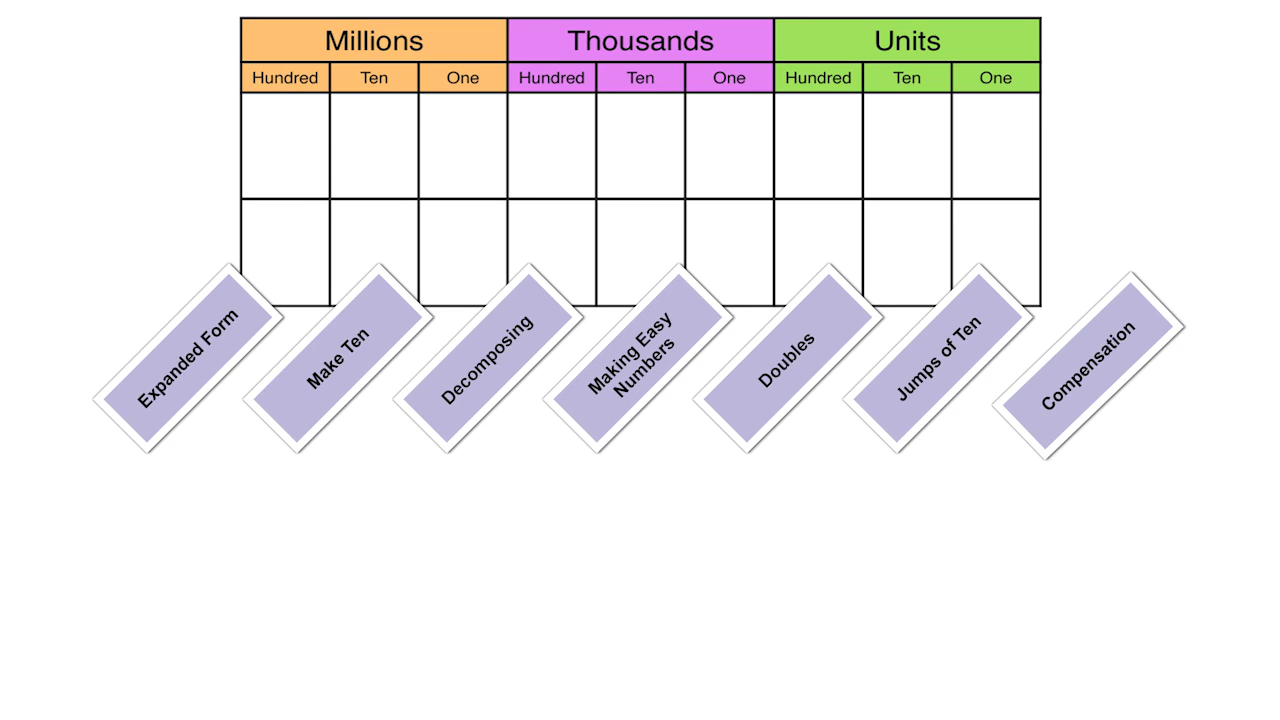 Millions Thousands Units
Hundred Ten One Hundred Ten One Hundred Ten One
Expanded Form
Make Ten
Decomposing
Making Easy
Numbers
Doubles
Jumps of Ten
Compensation